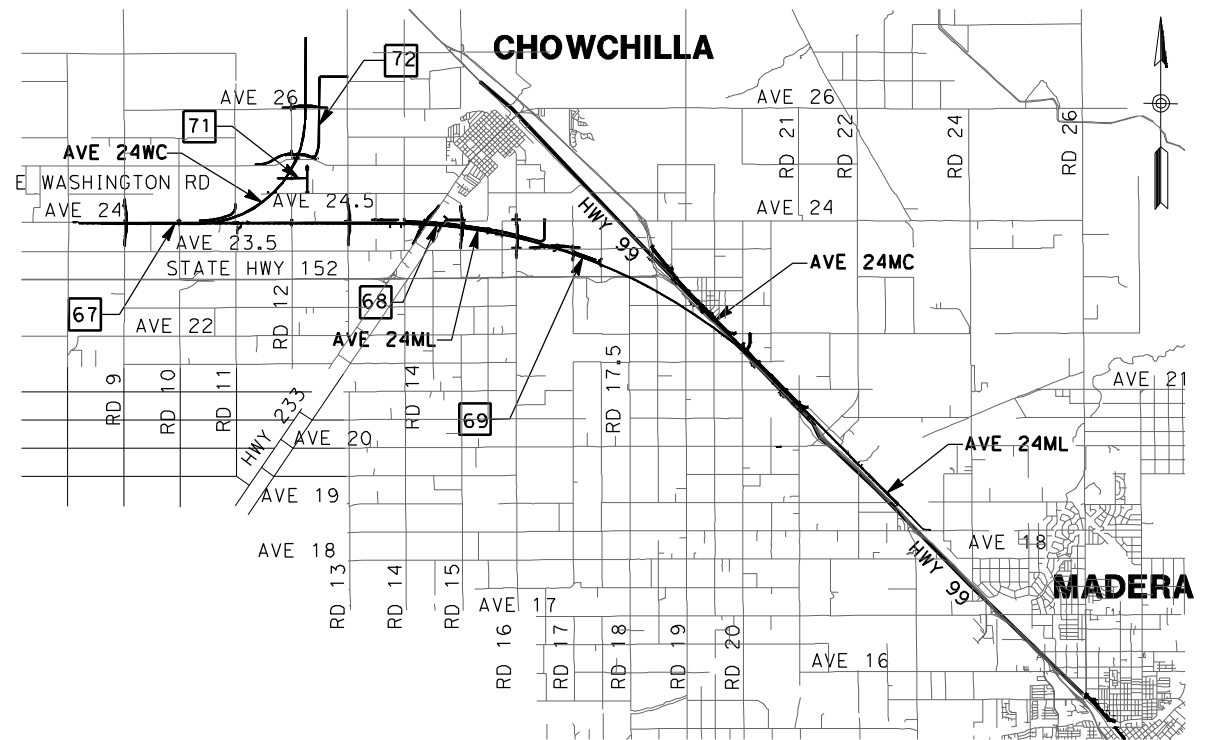 CHOWCHILLA
72
AVE 26
AVE 26
71
RD 21
RD 22
RD 24
RD 26
AVE 24WC
E WASHINGTON RD
AVE 24
AVE 24.5
AVE 24
HWY 99
AVE 23.5
STATE HWY 152
AVE 24MC
67
RD 12
68
AVE 22
AVE 24ML
RD 9
RD 10
RD 11
RD 14
RD 17.5
AVE 21
HWY 233
69
AVE 20
AVE 24ML
AVE 19
AVE 18
AVE 18
HWY 99
MADERA
RD 13
RD 14
RD 15
AVE 17
RD 16
RD 17
RD 18
RD 19
RD 20
AVE 16